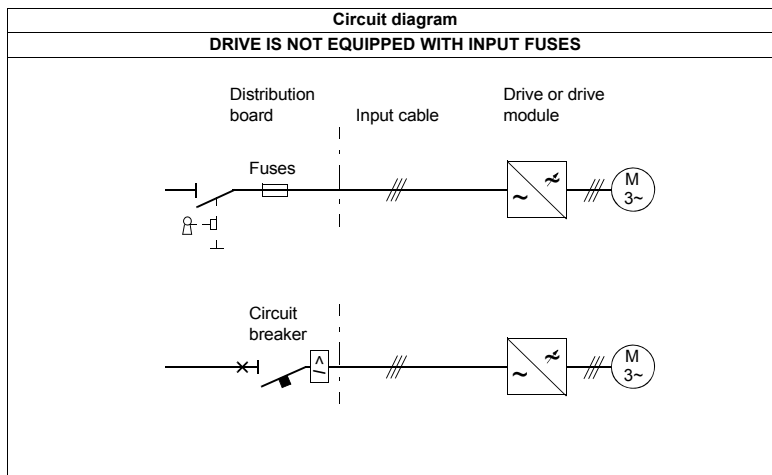 Circuit diagram
DRIVE IS NOT EQUIPPED WITH INPUT FUSES
Distribution
board
Input cable
Drive or drive
module
Fuses
M
3~
Circuit
breaker
M
3~